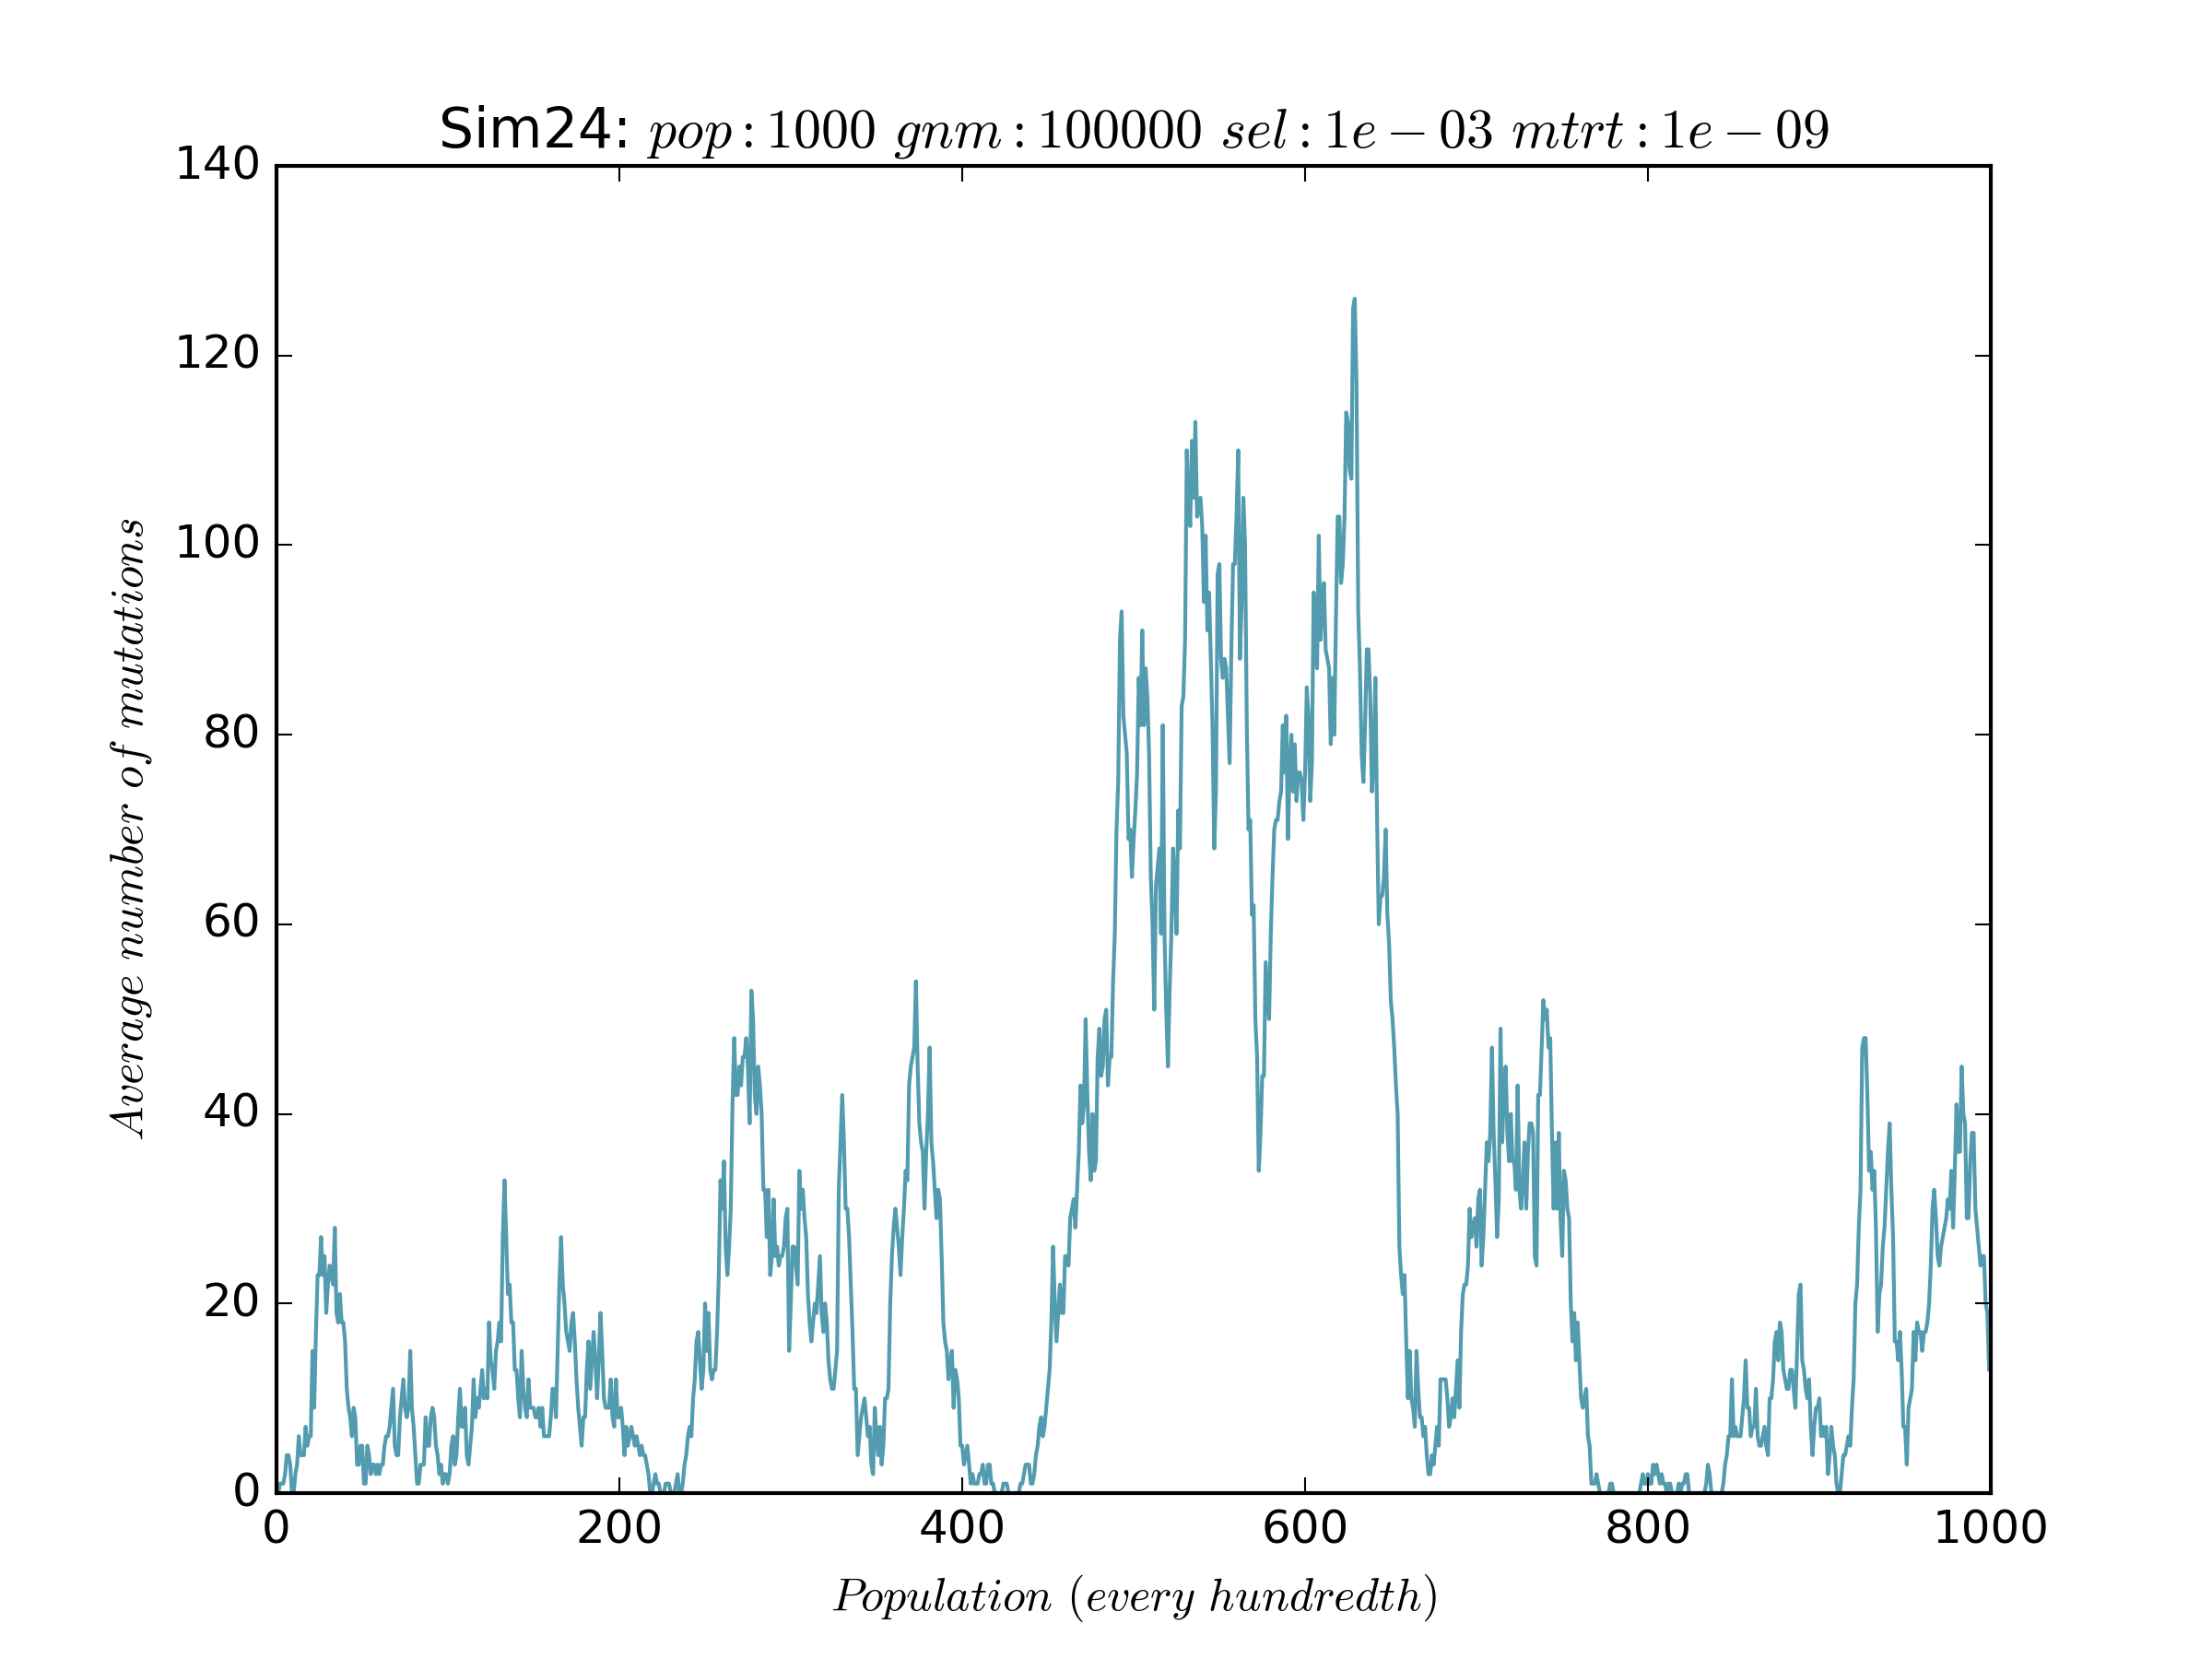 Sim24: pop : 1000 gnm : 100000 sel : 1e − 03 mtrt : 1e − 09
140
120
100
80
60
40
20
0
Average number of mutations
0 200 400 600 800 1000
Population (every hundredth)